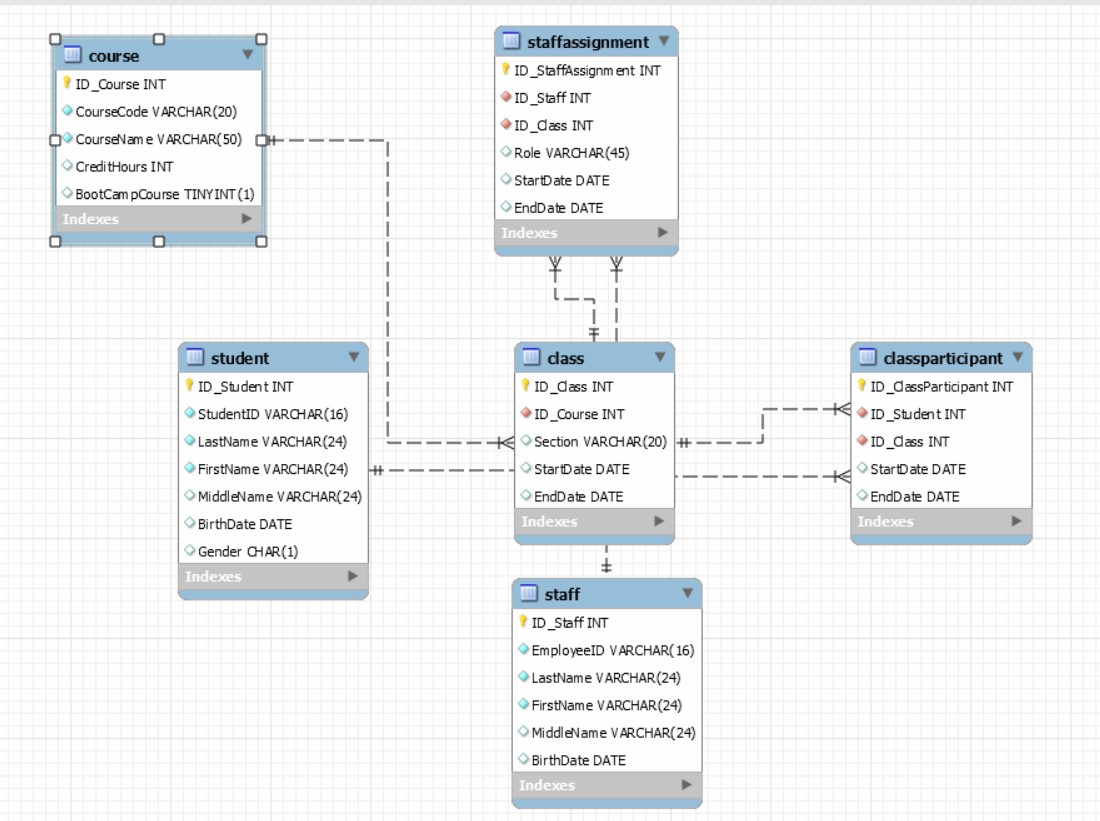 course
ID_Course INT
CourseCode VARCHAR(20)
CourseName VARCHAR(50)
CreditHours INT
BootCampCourse TINYINT(1)
Indexes
staffassignment
ID_StaffAssignment INT
ID_Staff INT
ID_Class INT
Role VARCHAR(45)
StartDate DATE
EndDate DATE
Indexes
student
ID_Student INT
StudentID VARCHAR(16)
LastName VARCHAR(24)
FirstName VARCHAR(24)
MiddleName VARCHAR(24)
BirthDate DATE
Gender CHAR(1)
Indexes
class
ID_Class INT
ID_Course INT
Section VARCHAR(20)
StartDate DATE
EndDate DATE
Indexes
classparticipant
ID_ClassParticipant INT
ID_Student INT
ID_Class INT
StartDate DATE
EndDate DATE
Indexes
staff
ID_Staff INT
EmployeeID VARCHAR(16)
LastName VARCHAR(24)
FirstName VARCHAR(24)
MiddleName VARCHAR(24)
BirthDate DATE
Indexes